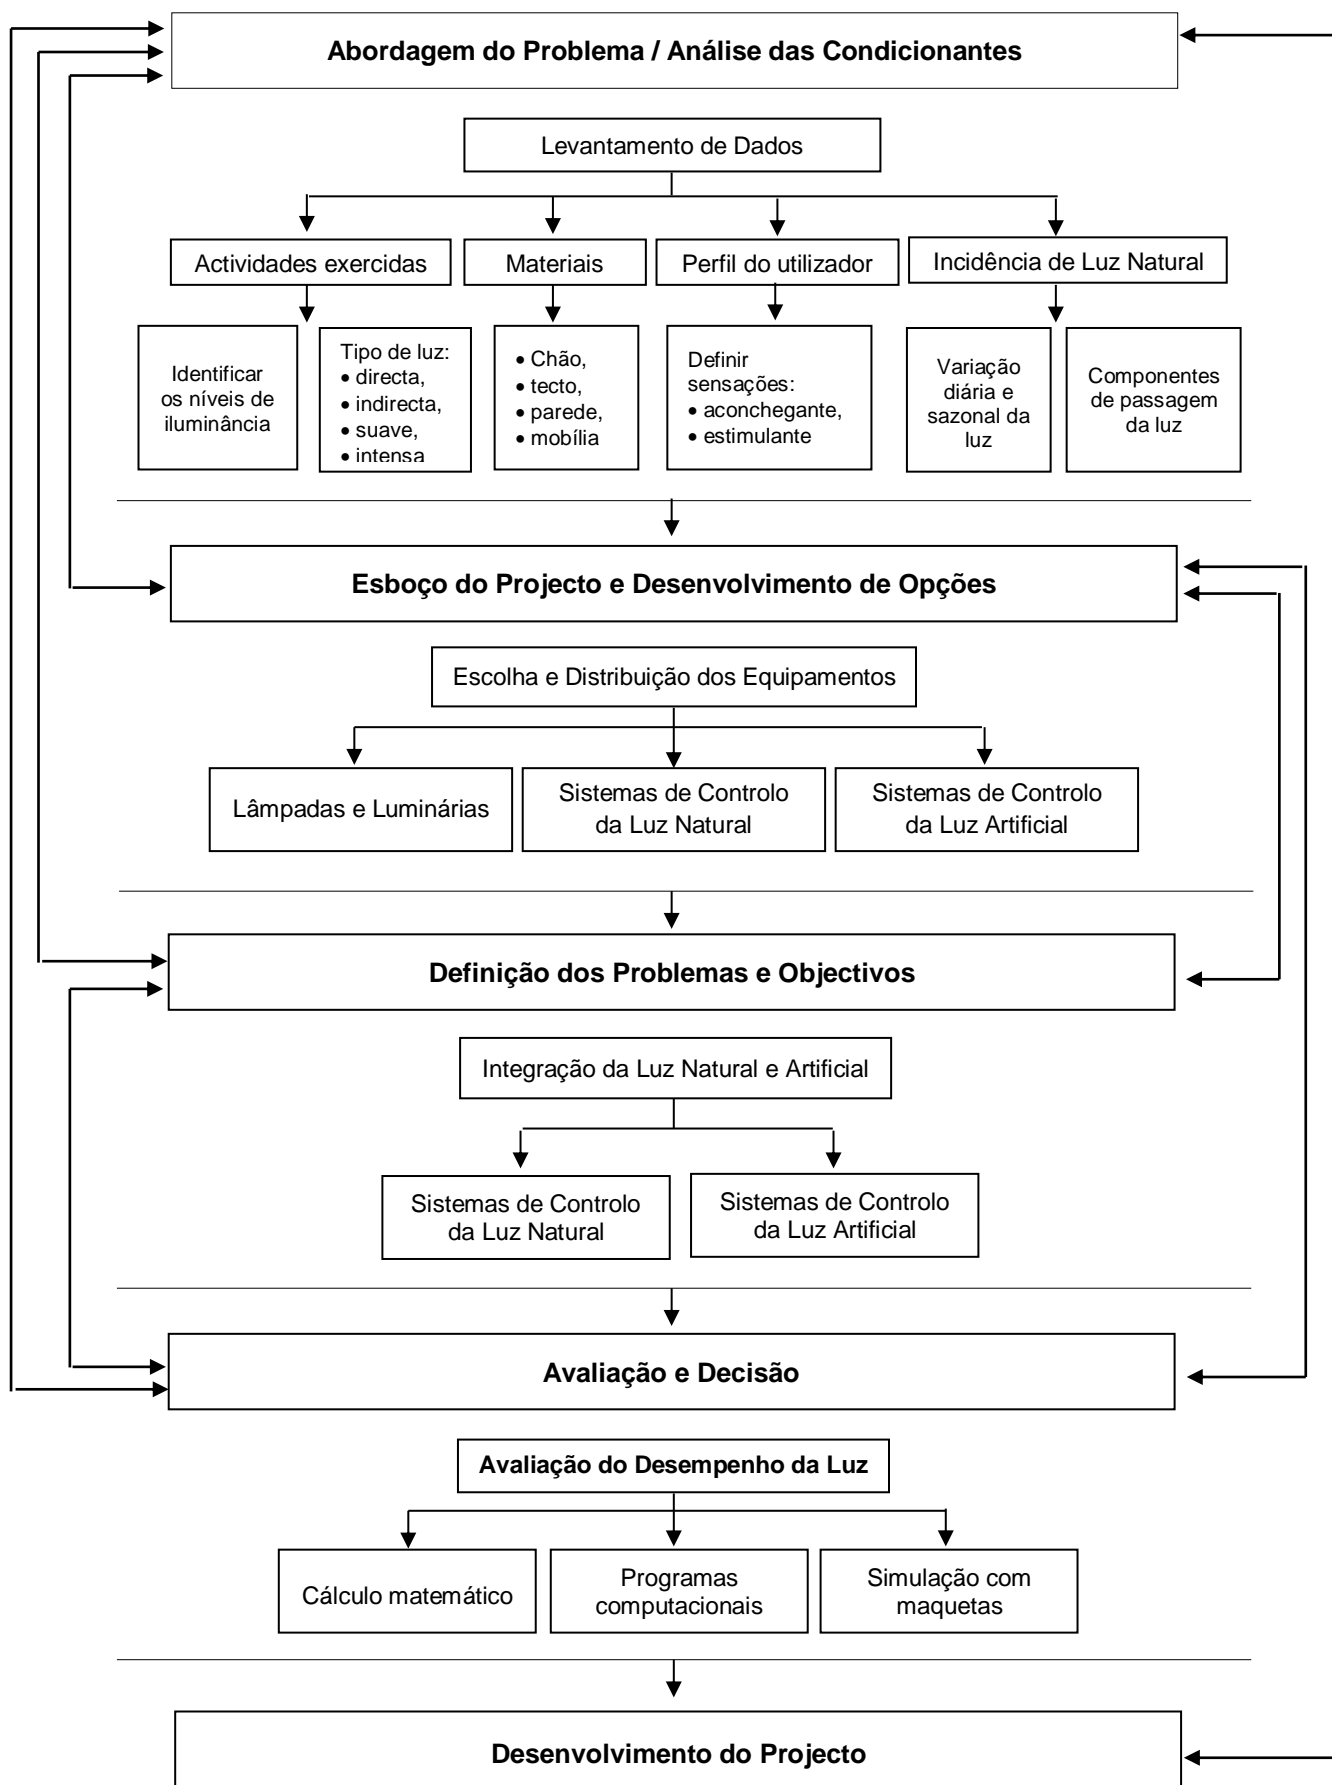 Abordagem do Problema / Análise das Condicionantes
Levantamento de Dados
Actividades exercidas
Materiais
Perfil do utilizador
Incidência de Luz Natural
Identificar
os níveis de
iluminância
Tipo de luz:
• directa,
• indirecta,
• suave,
• intensa
• Chão,
• tecto,
• parede,
• mobília
Definir
sensações:
• aconchegante,
• estimulante
Variação
diária e
sazonal da
luz
Componentes
de passagem
da luz
Esboço do Projecto e Desenvolvimento de Opções
Escolha e Distribuição dos Equipamentos
Lâmpadas e Luminárias
Sistemas de Controlo
da Luz Natural
Sistemas de Controlo
da Luz Artificial
Definição dos Problemas e Objectivos
Integração da Luz Natural e Artificial
Sistemas de Controlo
da Luz Natural
Sistemas de Controlo
da Luz Artificial
Avaliação e Decisão
Avaliação do Desempenho da Luz
Cálculo matemático
Programas
computacionais
Simulação com
maquetas
Desenvolvimento do Projecto